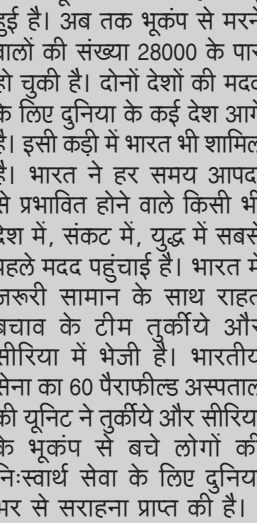 हुई है। अब तक भूकंप से मरने
वालों की संख्या 28000 के पार
हो चुकी है। दोनों देशों की मदद
के लिए दुनिया के कई देश आगे
है। इसी कड़ी में भारत भी शामिल
है। भारत ने हर समय आपदा
से प्रभावित होने वाले किसी भी
देश में, संकट में, युद्ध में सबसे
पहले मदद पहुंचाई है। भारत में
जरूरी सामान के साथ राहत
बचाव के टीम तुर्कीये और
सीरिया में भेजी है। भारतीय
सेना का 60 पैराफील्ड अस्पताल
की यूनिट ने तुर्कीये और सीरिया
के भूकंप से बचे लोगों की
निःस्वार्थ सेवा के लिए दुनिया
भर से सराहना प्राप्त की है।